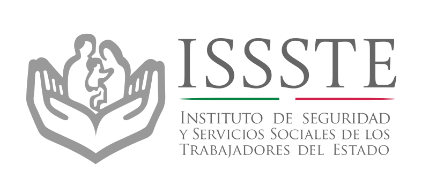 ISSSTE
INSTITUTO DE SEGURIDAD
Y SERVICIOS SOCIALES DE LOS
TRABAJADORES DEL ESTADO